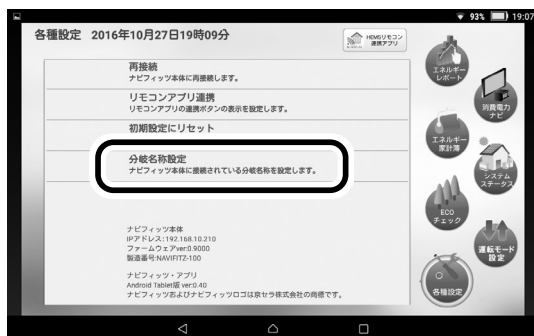 93% 19:07
各種設定 2016年10月27日19時09分
HEMSリモコン
連携アプリ
再接続
ナビフィッツ本体に再接続します。
リモコンアプリ連携
リモコンアプリの連携ボタンの表示を設定します。
初期設定にリセット
分岐名称設定
ナビフィッツ本体に接続されている分岐名称を設定します。
ナビフィッツ本体
IPアドレス:192.168.10.210
ファームウェアver:0.9000
製造番号:NAVIFITZ-100
ナビフィッツ・アプリ
Android Tablet版 ver:0.40
ナビフィッツおよびナビフィッツロゴは京セラ株式会社の商標です。
エネルギー
レポート
消費電力
ナビ
エネルギー
家計簿
システム
ステータス
ECO
チェック
運転モード
設定
各種設定